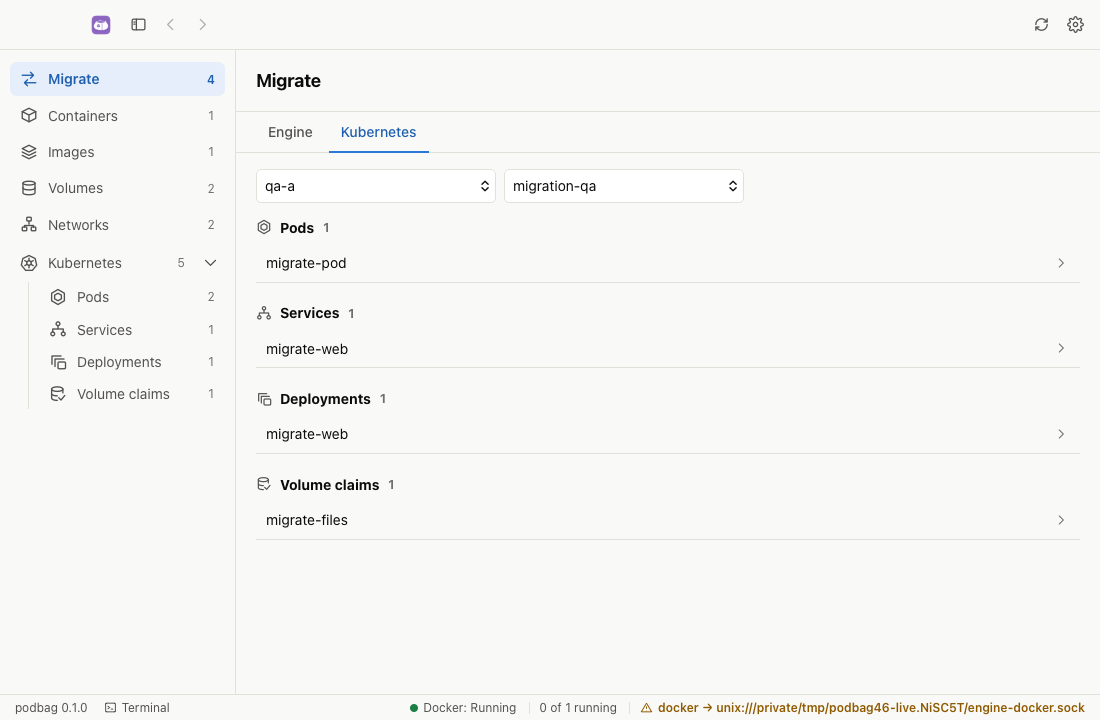 Migrate 4
Containers 1
Images 1
Volumes 2
Networks 2
Kubernetes 5
Pods 2
Services 1
Deployments 1
Volume claims 1
Migrate
Engine Kubernetes
qa-a migration-qa
Pods 1
migrate-pod
Services 1
migrate-web
Deployments 1
migrate-web
Volume claims 1
migrate-files
podbag 0.1.0 Terminal Docker: Running 0 of 1 running docker → unix:///private/tmp/podbag46-live.NiSC5T/engine-docker.sock